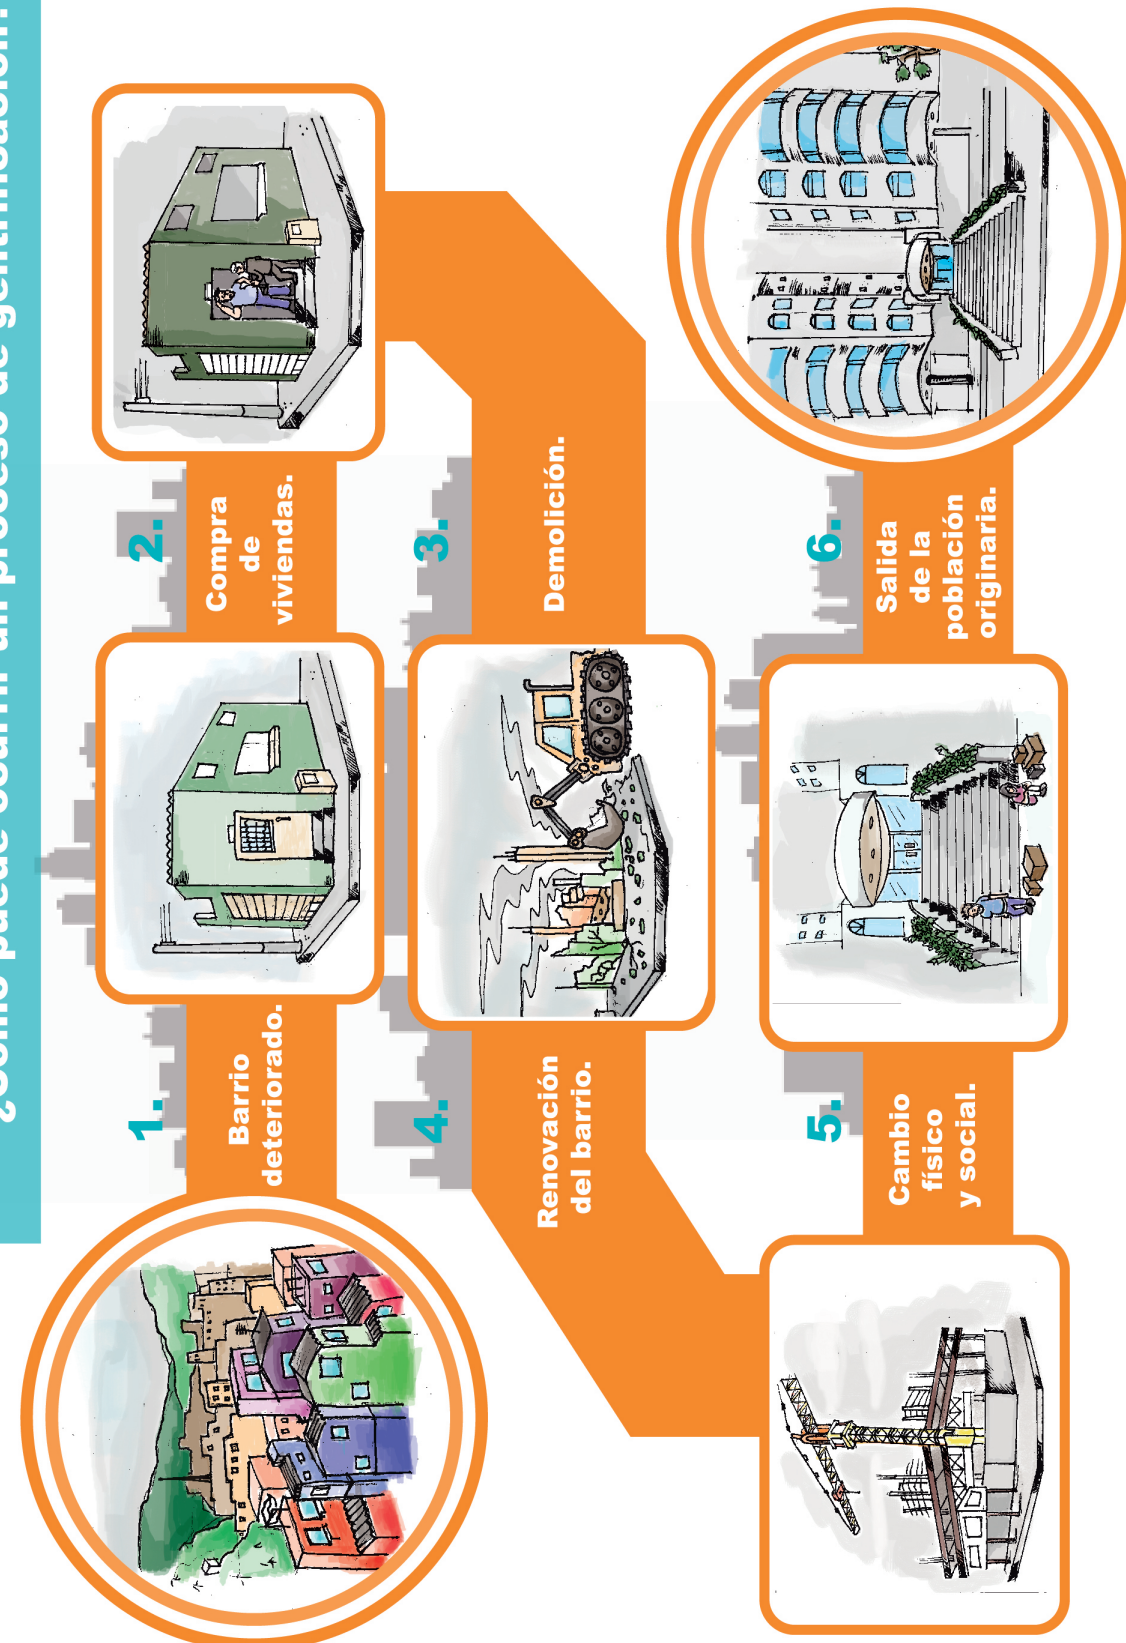 ¿Cómo puede ocurrir un proceso de gentrificación?
1.
Barrio
deteriorado.
2.
Compra
de
viviendas.
3.
Demolición.
4.
Renovación
del barrio.
5.
Cambio
físico
y social.
6.
Salida
de la
población
originaria.